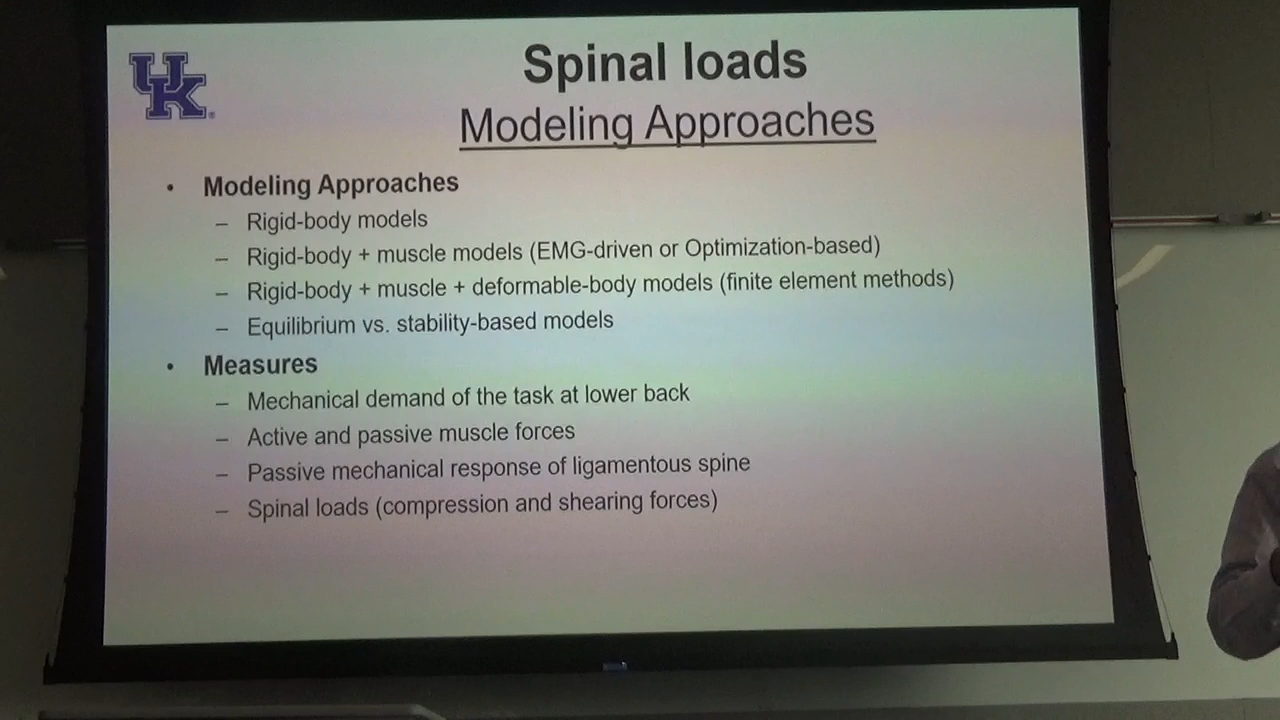 UK
Spinal loads
Modeling Approaches
• Modeling Approaches
– Rigid-body models
– Rigid-body + muscle models (EMG-driven or Optimization-based)
– Rigid-body + muscle + deformable-body models (finite element methods)
– Equilibrium vs. stability-based models
• Measures
– Mechanical demand of the task at lower back
– Active and passive muscle forces
– Passive mechanical response of ligamentous spine
– Spinal loads (compression and shearing forces)